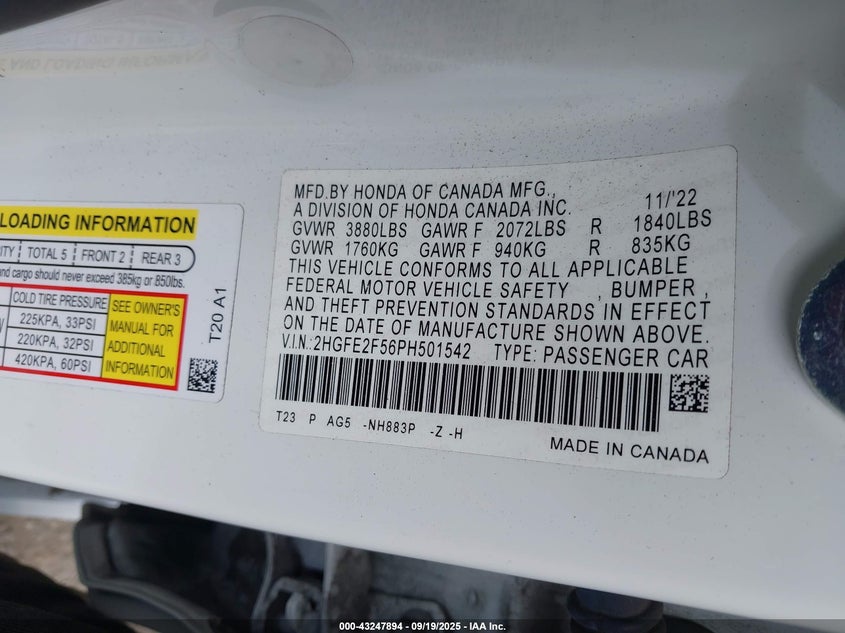 MFD.BY HONDA OF CANADA MFG., 11/'22
A DIVISION OF HONDA CANADA INC.
GVWR 3880LBS GAWR F 2072LBS R 1840LBS
GVWR 1760KG GAWR F 940KG R 835KG
THIS VEHICLE CONFORMS TO ALL APPLICABLE
FEDERAL MOTOR VEHICLE SAFETY , BUMPER ,
AND THEFT PREVENTION STANDARDS IN EFFECT
ON THE DATE OF MANUFACTURE SHOWN ABOVE.
V.I.N.: 2HGFE2F56PH501542 TYPE: PASSENGER CAR
T23 P AG5 -NH883P -Z -H
MADE IN CANADA
LOADING INFORMATION
TOTAL 5 FRONT 2 REAR 3
and cargo should never exceed 385kg or 850lbs.
COLD TIRE PRESSURE
225KPA, 33PSI
220KPA, 32PSI
420KPA, 60PSI
SEE OWNER'S
MANUAL FOR
ADDITIONAL
INFORMATION
T20 A1
000-43247894 - 09/19/2025 - IAA Inc.